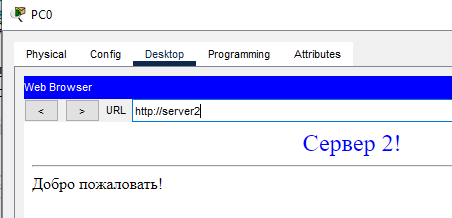 PC0
Physical Config Desktop Programming Attributes
Web Browser
< > URL http://server2
Сервер 2!
Добро пожаловать!